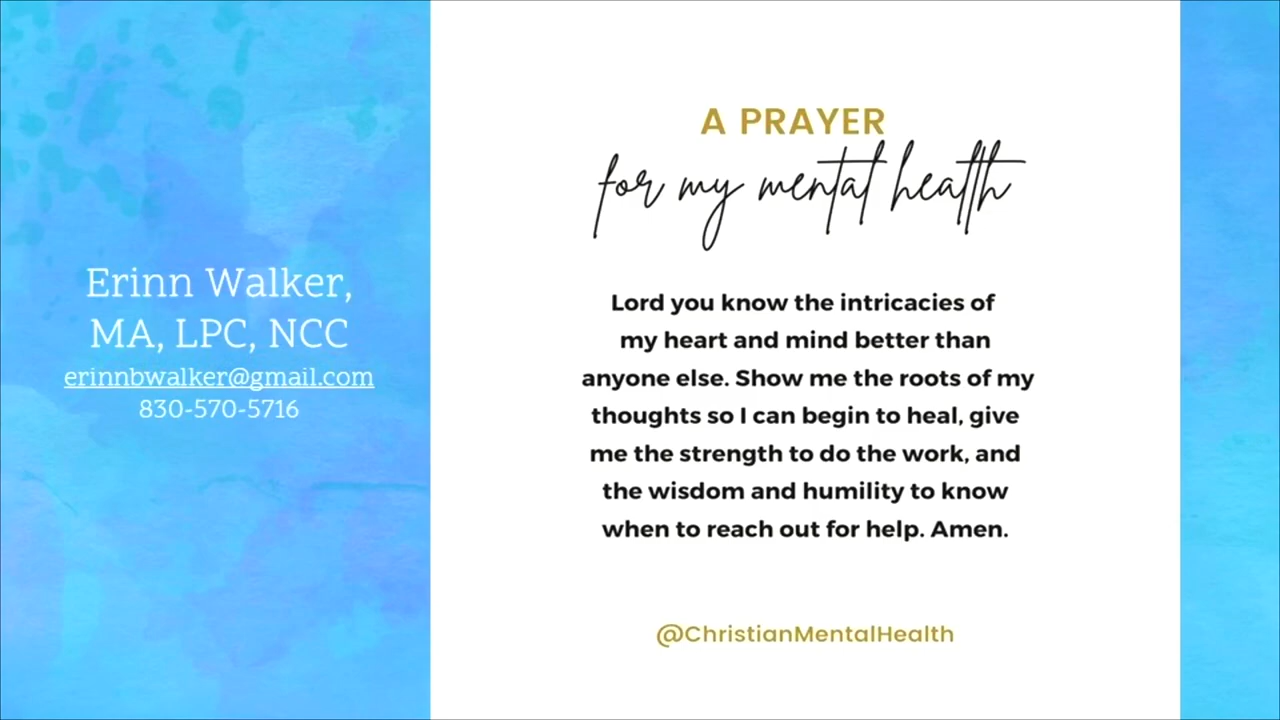 Erinn Walker,
MA, LPC, NCC
erinnbwalker@gmail.com
830-570-5716
A PRAYER
for my mental health
Lord you know the intricacies of
my heart and mind better than
anyone else. Show me the roots of my
thoughts so I can begin to heal, give
me the strength to do the work, and
the wisdom and humility to know
when to reach out for help. Amen.
@ChristianMentalHealth